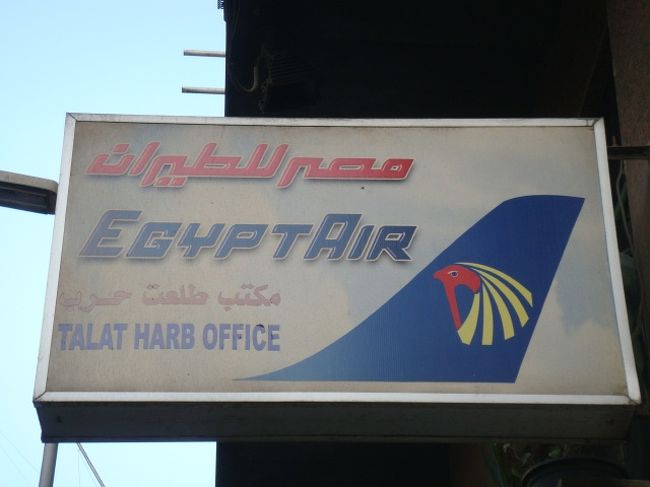 مصر للطيران
EGYPTAIR
مكتب طلعت حرب
TALAT HARB OFFICE